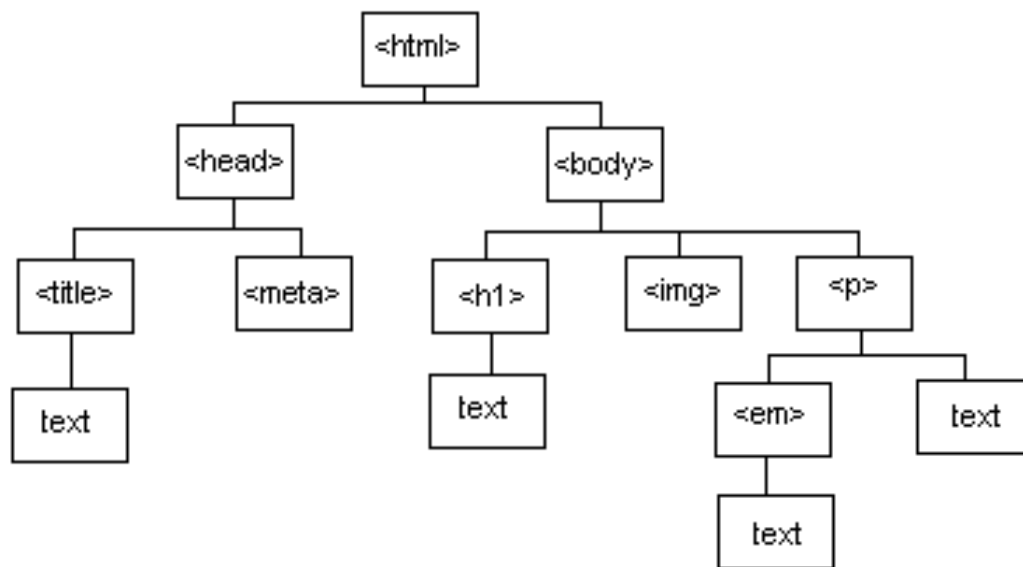 <html>
<head>
<body>
<title>
<meta>
<h1>
<img>
<p>
text
text
<em>
text
text